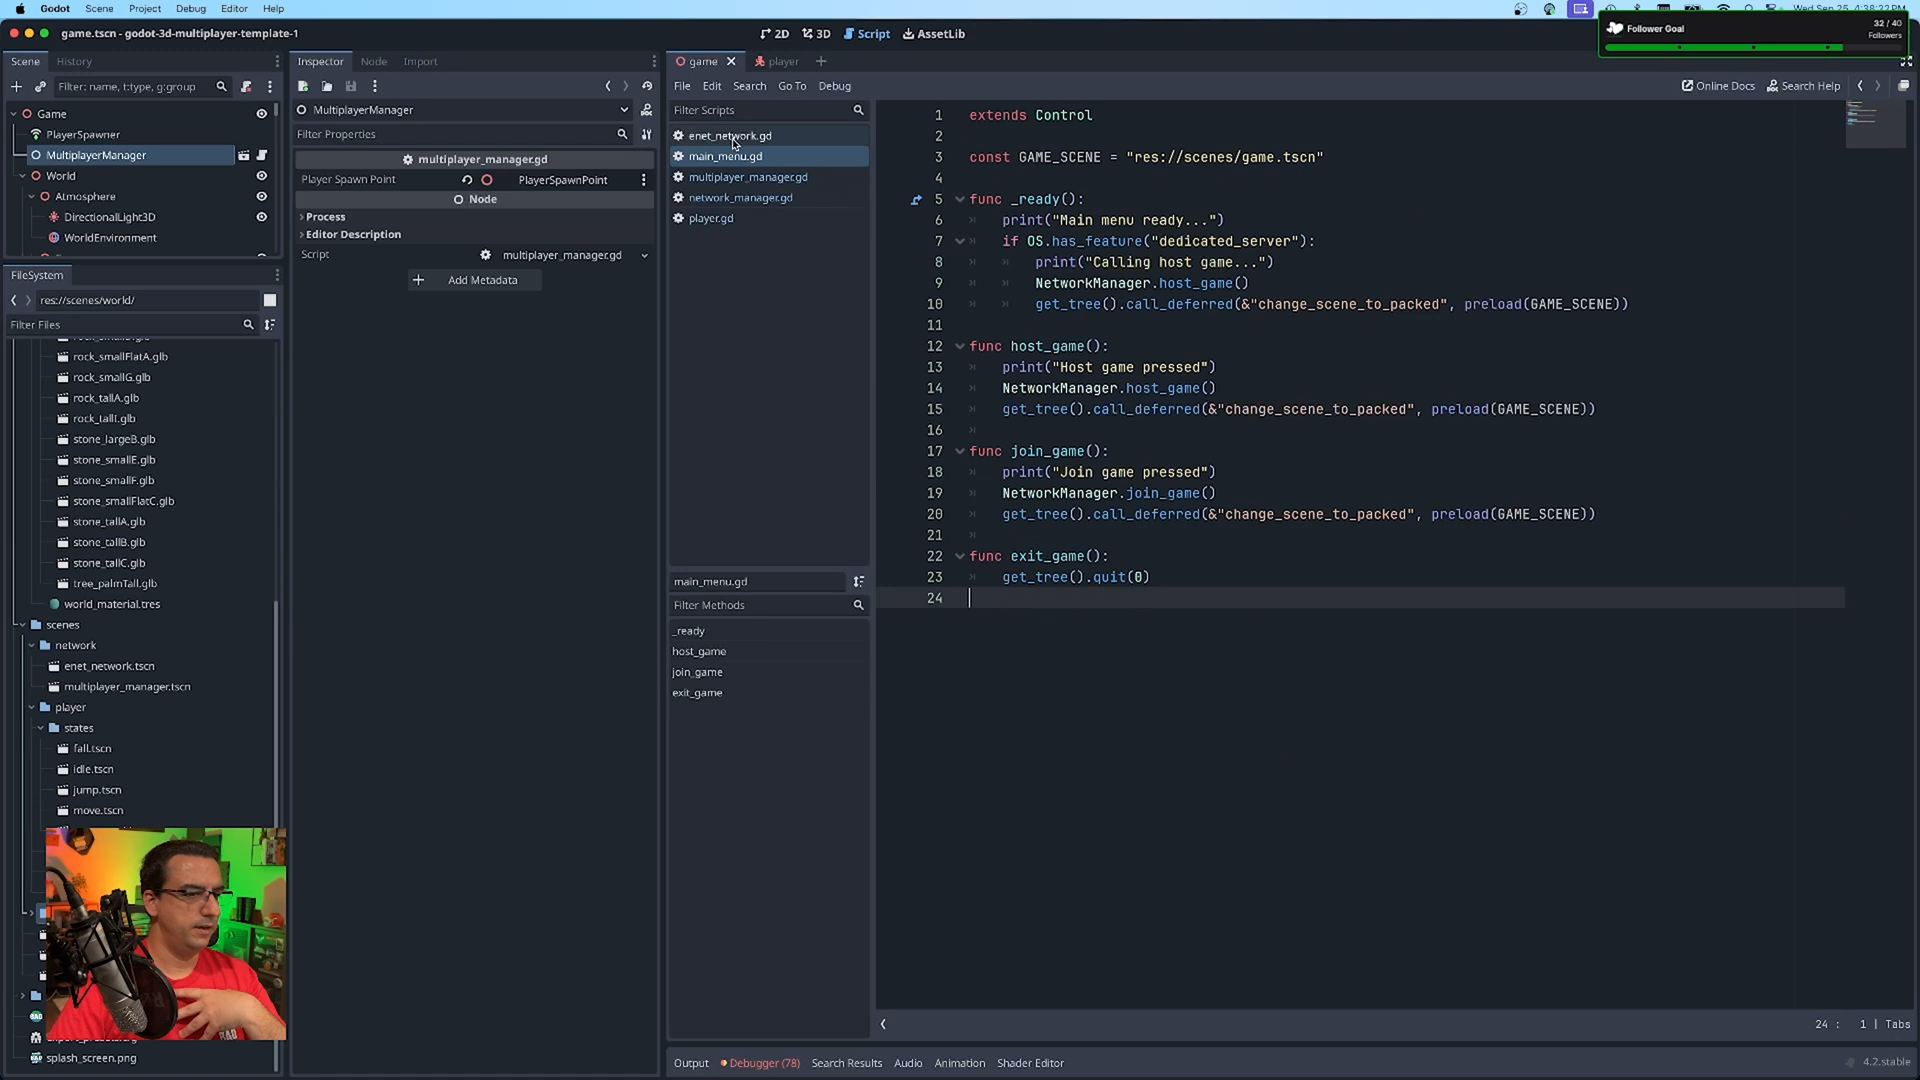 Godot Scene Project Debug Editor Help
Wed Sep 25 4:38:22 PM
game.tscn - godot-3d-multiplayer-template-1
2D 3D Script AssetLib
Follower Goal
32 / 40
Followers
Scene History
Filter: name, t:type, g:group
Game
PlayerSpawner
MultiplayerManager
World
Atmosphere
DirectionalLight3D
WorldEnvironment
FileSystem
res://scenes/world/
Filter Files
rock_smallFlatA.glb
rock_smallG.glb
rock_tallA.glb
rock_tallI.glb
stone_largeB.glb
stone_smallE.glb
stone_smallF.glb
stone_smallFlatC.glb
stone_tallA.glb
stone_tallB.glb
stone_tallC.glb
tree_palmTall.glb
world_material.tres
scenes
network
enet_network.tscn
multiplayer_manager.tscn
player
states
fall.tscn
idle.tscn
jump.tscn
move.tscn
splash_screen.png
Inspector Node Import
MultiplayerManager
Filter Properties
multiplayer_manager.gd
Player Spawn Point PlayerSpawnPoint
Node
Process
Editor Description
Script multiplayer_manager.gd
Add Metadata
game player
File Edit Search Go To Debug
Online Docs Search Help
Filter Scripts
enet_network.gd
main_menu.gd
multiplayer_manager.gd
network_manager.gd
player.gd
main_menu.gd
Filter Methods
_ready
host_game
join_game
exit_game
1 extends Control
2
3 const GAME_SCENE = "res://scenes/game.tscn"
4
5 func _ready():
6 print("Main menu ready...")
7 if OS.has_feature("dedicated_server"):
8 print("Calling host game...")
9 NetworkManager.host_game()
10 get_tree().call_deferred(&"change_scene_to_packed", preload(GAME_SCENE))
11
12 func host_game():
13 print("Host game pressed")
14 NetworkManager.host_game()
15 get_tree().call_deferred(&"change_scene_to_packed", preload(GAME_SCENE))
16
17 func join_game():
18 print("Join game pressed")
19 NetworkManager.join_game()
20 get_tree().call_deferred(&"change_scene_to_packed", preload(GAME_SCENE))
21
22 func exit_game():
23 get_tree().quit(0)
24
24 : 1 | Tabs
Output Debugger (78) Search Results Audio Animation Shader Editor
4.2.stable